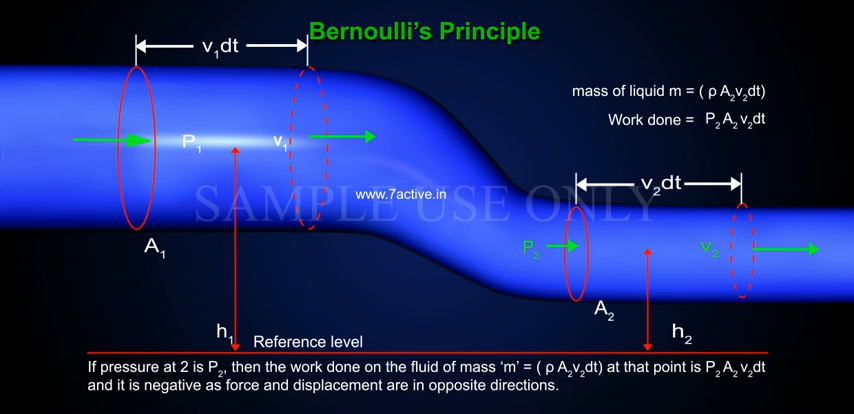 Bernoulli's Principle
v₁dt
mass of liquid m = ( ρ A₂v₂dt)
Work done = P₂ A₂ v₂dt
P₁
v₁
v₂dt
www.7active.in
SAMPLE USE ONLY
A₁
P₂
v₂
A₂
h₁
Reference level
h₂
If pressure at 2 is P₂, then the work done on the fluid of mass ‘m’ = ( ρ A₂v₂dt) at that point is P₂ A₂ v₂dt
and it is negative as force and displacement are in opposite directions.